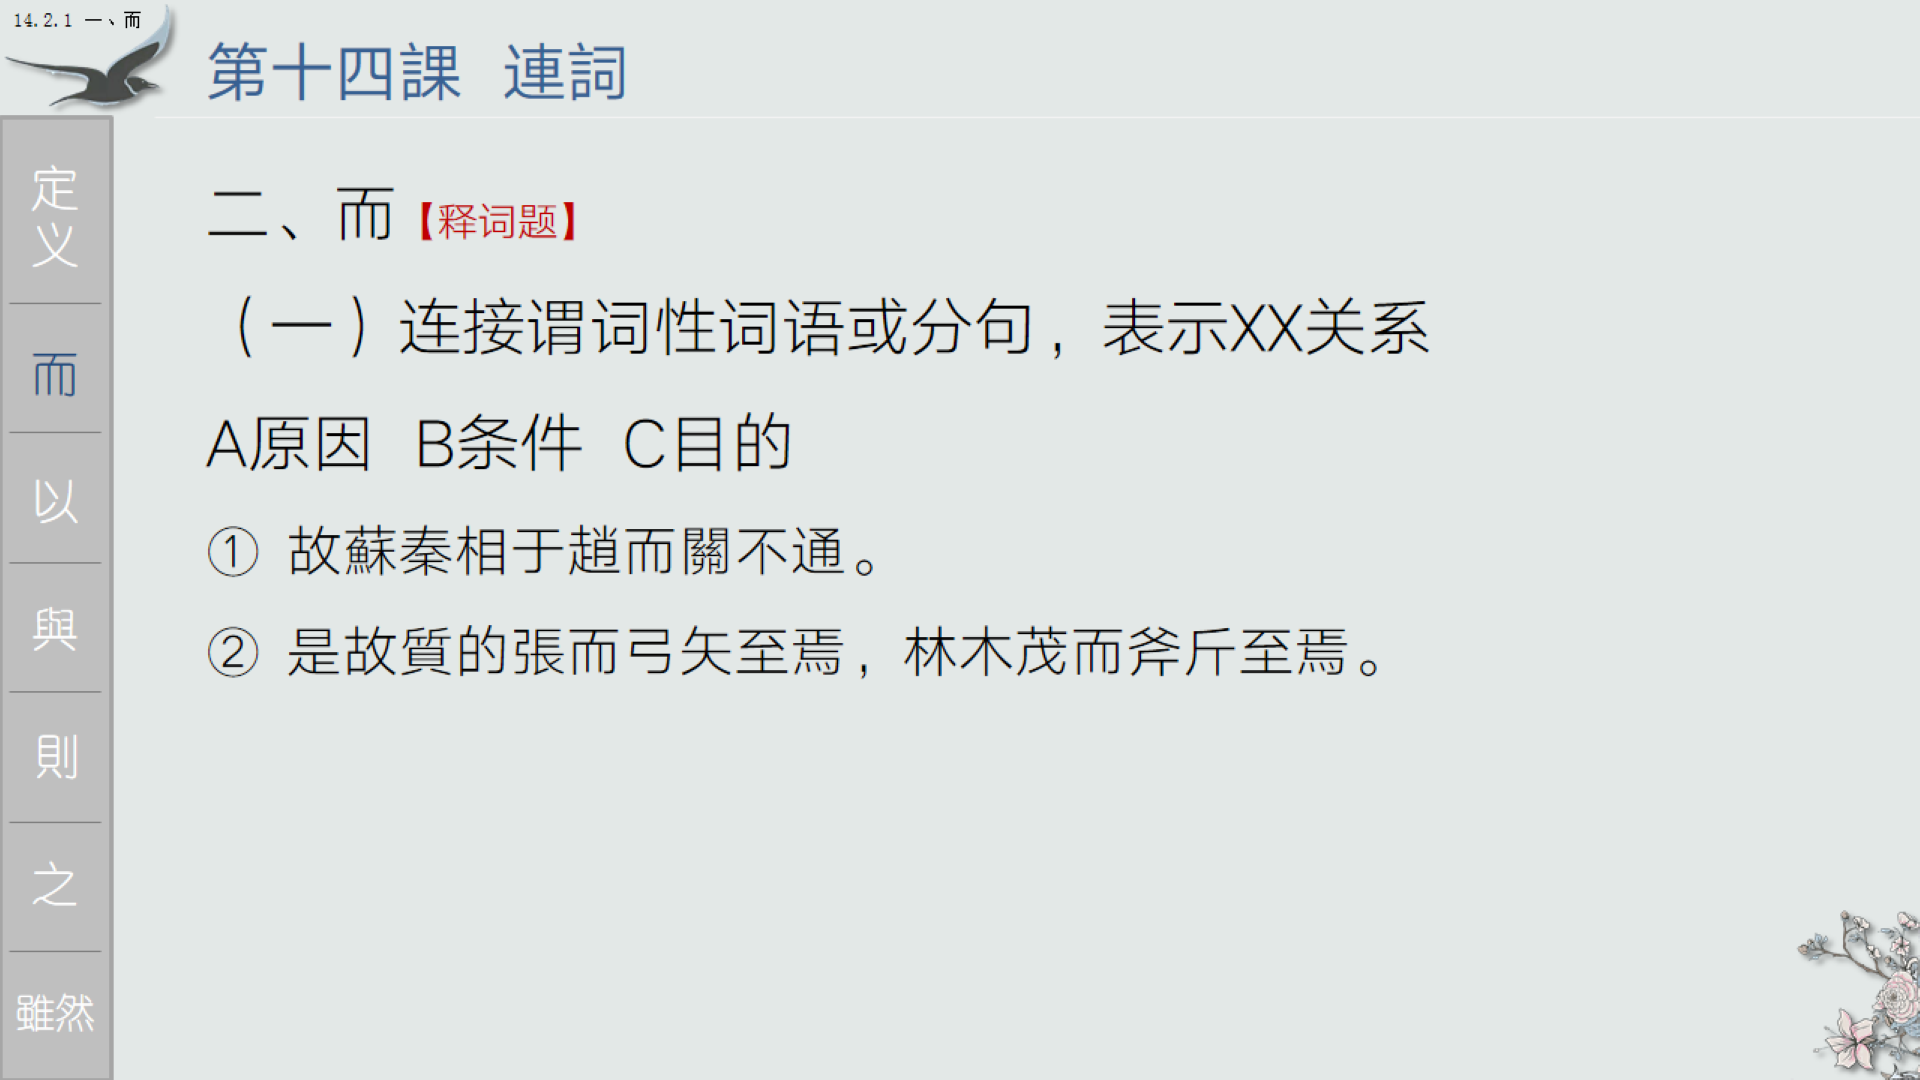 14.2.1 一、而
第十四課 連詞
定义
而
以
與
則
之
雖然
二、而【释词题】
（一）连接谓词性词语或分句，表示XX关系
A原因 B条件 C目的
① 故蘇秦相于趙而關不通。
② 是故質的張而弓矢至焉，林木茂而斧斤至焉。